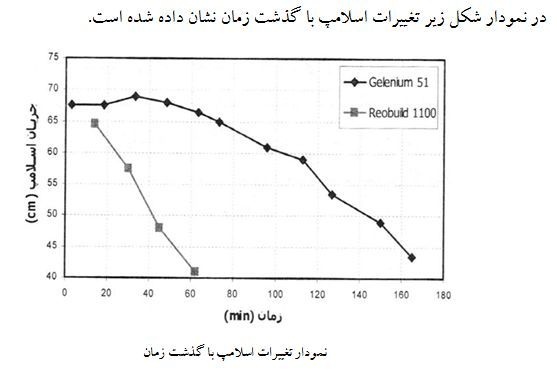 در نمودار شکل زیر تغییرات اسلامپ با گذشت زمان نشان داده شده است.
Gelenium 51
Reobuild 1100
جریان اسلامپ (cm)
75
70
65
60
55
50
45
40
0 20 40 60 80 100 120 140 160 180
زمان (min)
نمودار تغییرات اسلامپ با گذشت زمان